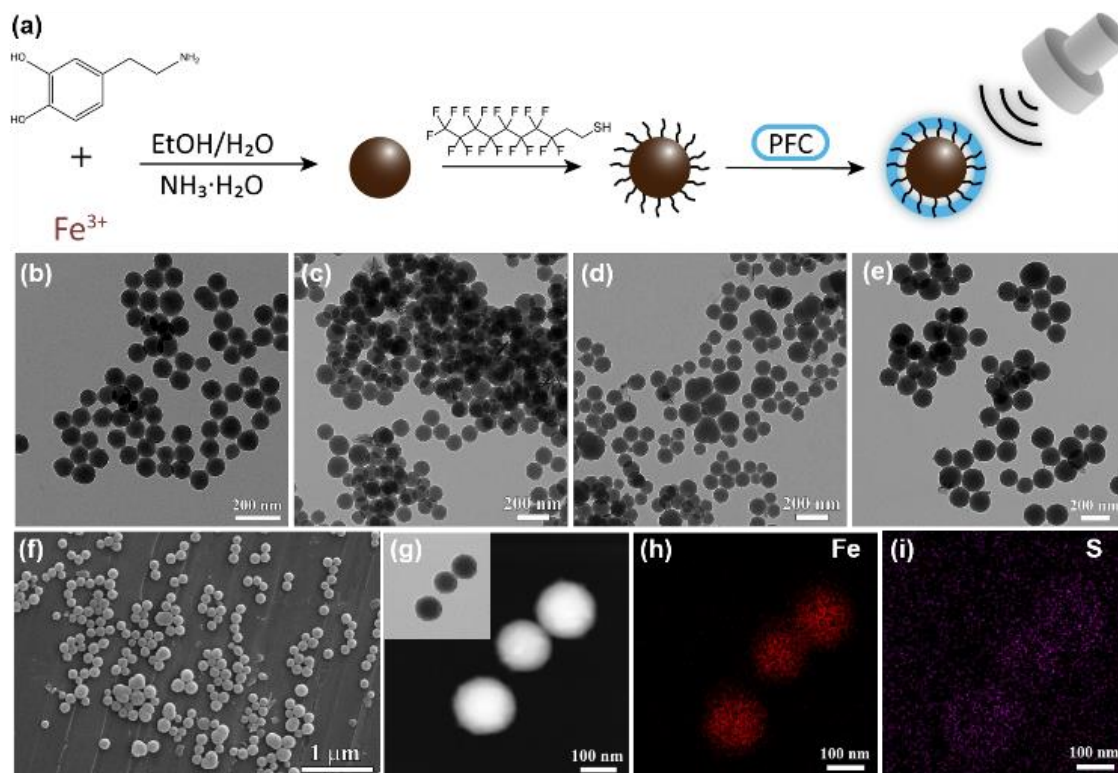 (a)
HO
HO
NH₂
+
Fe³⁺
EtOH/H₂O
NH₃·H₂O
F F F F F F
F
F F F F F F
SH
PFC
(b)
200 nm
(c)
200 nm
(d)
200 nm
(e)
200 nm
(f)
1 μm
(g)
100 nm
(h)
Fe
100 nm
(i)
S
100 nm